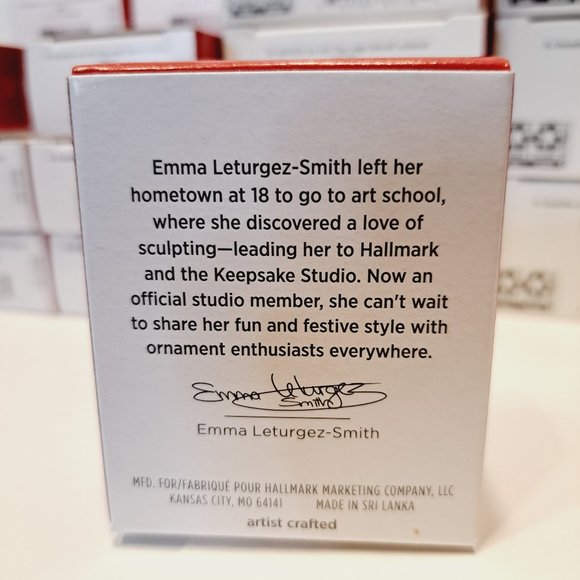 Emma Leturgez-Smith left her
hometown at 18 to go to art school,
where she discovered a love of
sculpting—leading her to Hallmark
and the Keepsake Studio. Now an
official studio member, she can't wait
to share her fun and festive style with
ornament enthusiasts everywhere.
Emma Leturgez
Smith
Emma Leturgez-Smith
MFD. FOR/FABRIQUÉ POUR HALLMARK MARKETING COMPANY, LLC
KANSAS CITY, MO 64141 MADE IN SRI LANKA
artist crafted